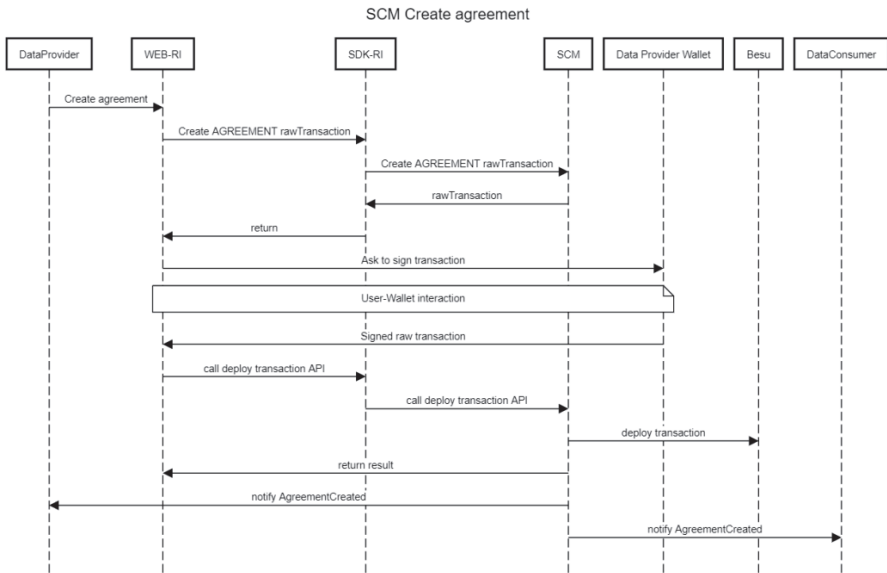 SCM Create agreement
DataProvider
WEB-RI
SDK-RI
SCM
Data Provider Wallet
Besu
DataConsumer
Create agreement
Create AGREEMENT rawTransaction
Create AGREEMENT rawTransaction
rawTransaction
return
Ask to sign transaction
User-Wallet interaction
Signed raw transaction
call deploy transaction API
call deploy transaction API
deploy transaction
return result
notify AgreementCreated
notify AgreementCreated